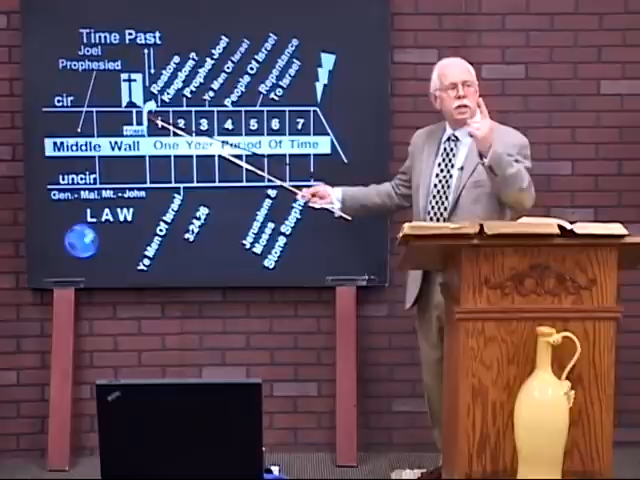 Time Past
Joel
Prophesied
Restore
Kingdom?
Prophet Joel
Ye Men Of Israel
People Of Israel
Repentance
To Israel
cir
2 3 4 5 6 7
Middle Wall
One Year Period Of Time
uncir
Gen.- Mal. Mt.- John
LAW
Ye Men Of Israel,
3:24,26
Jerusalem &
Moses
Stone Stephen